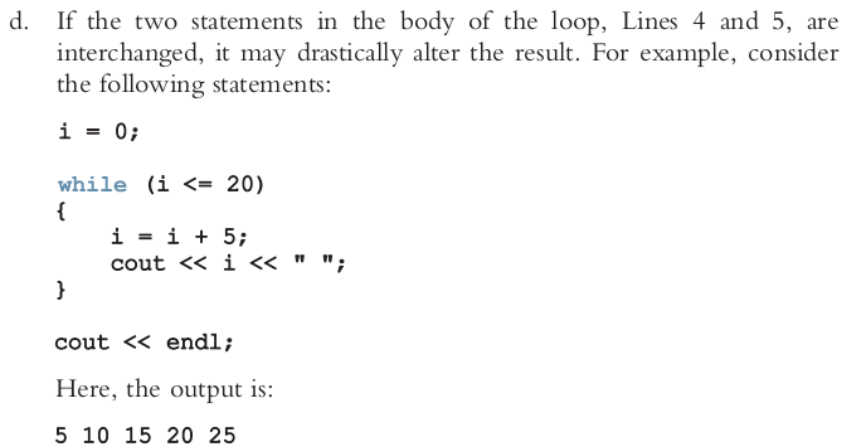 d. If the two statements in the body of the loop, Lines 4 and 5, are
interchanged, it may drastically alter the result. For example, consider
the following statements:
i = 0;
while (i <= 20)
{
    i = i + 5;
    cout << i << " ";
}
cout << endl;
Here, the output is:
5 10 15 20 25